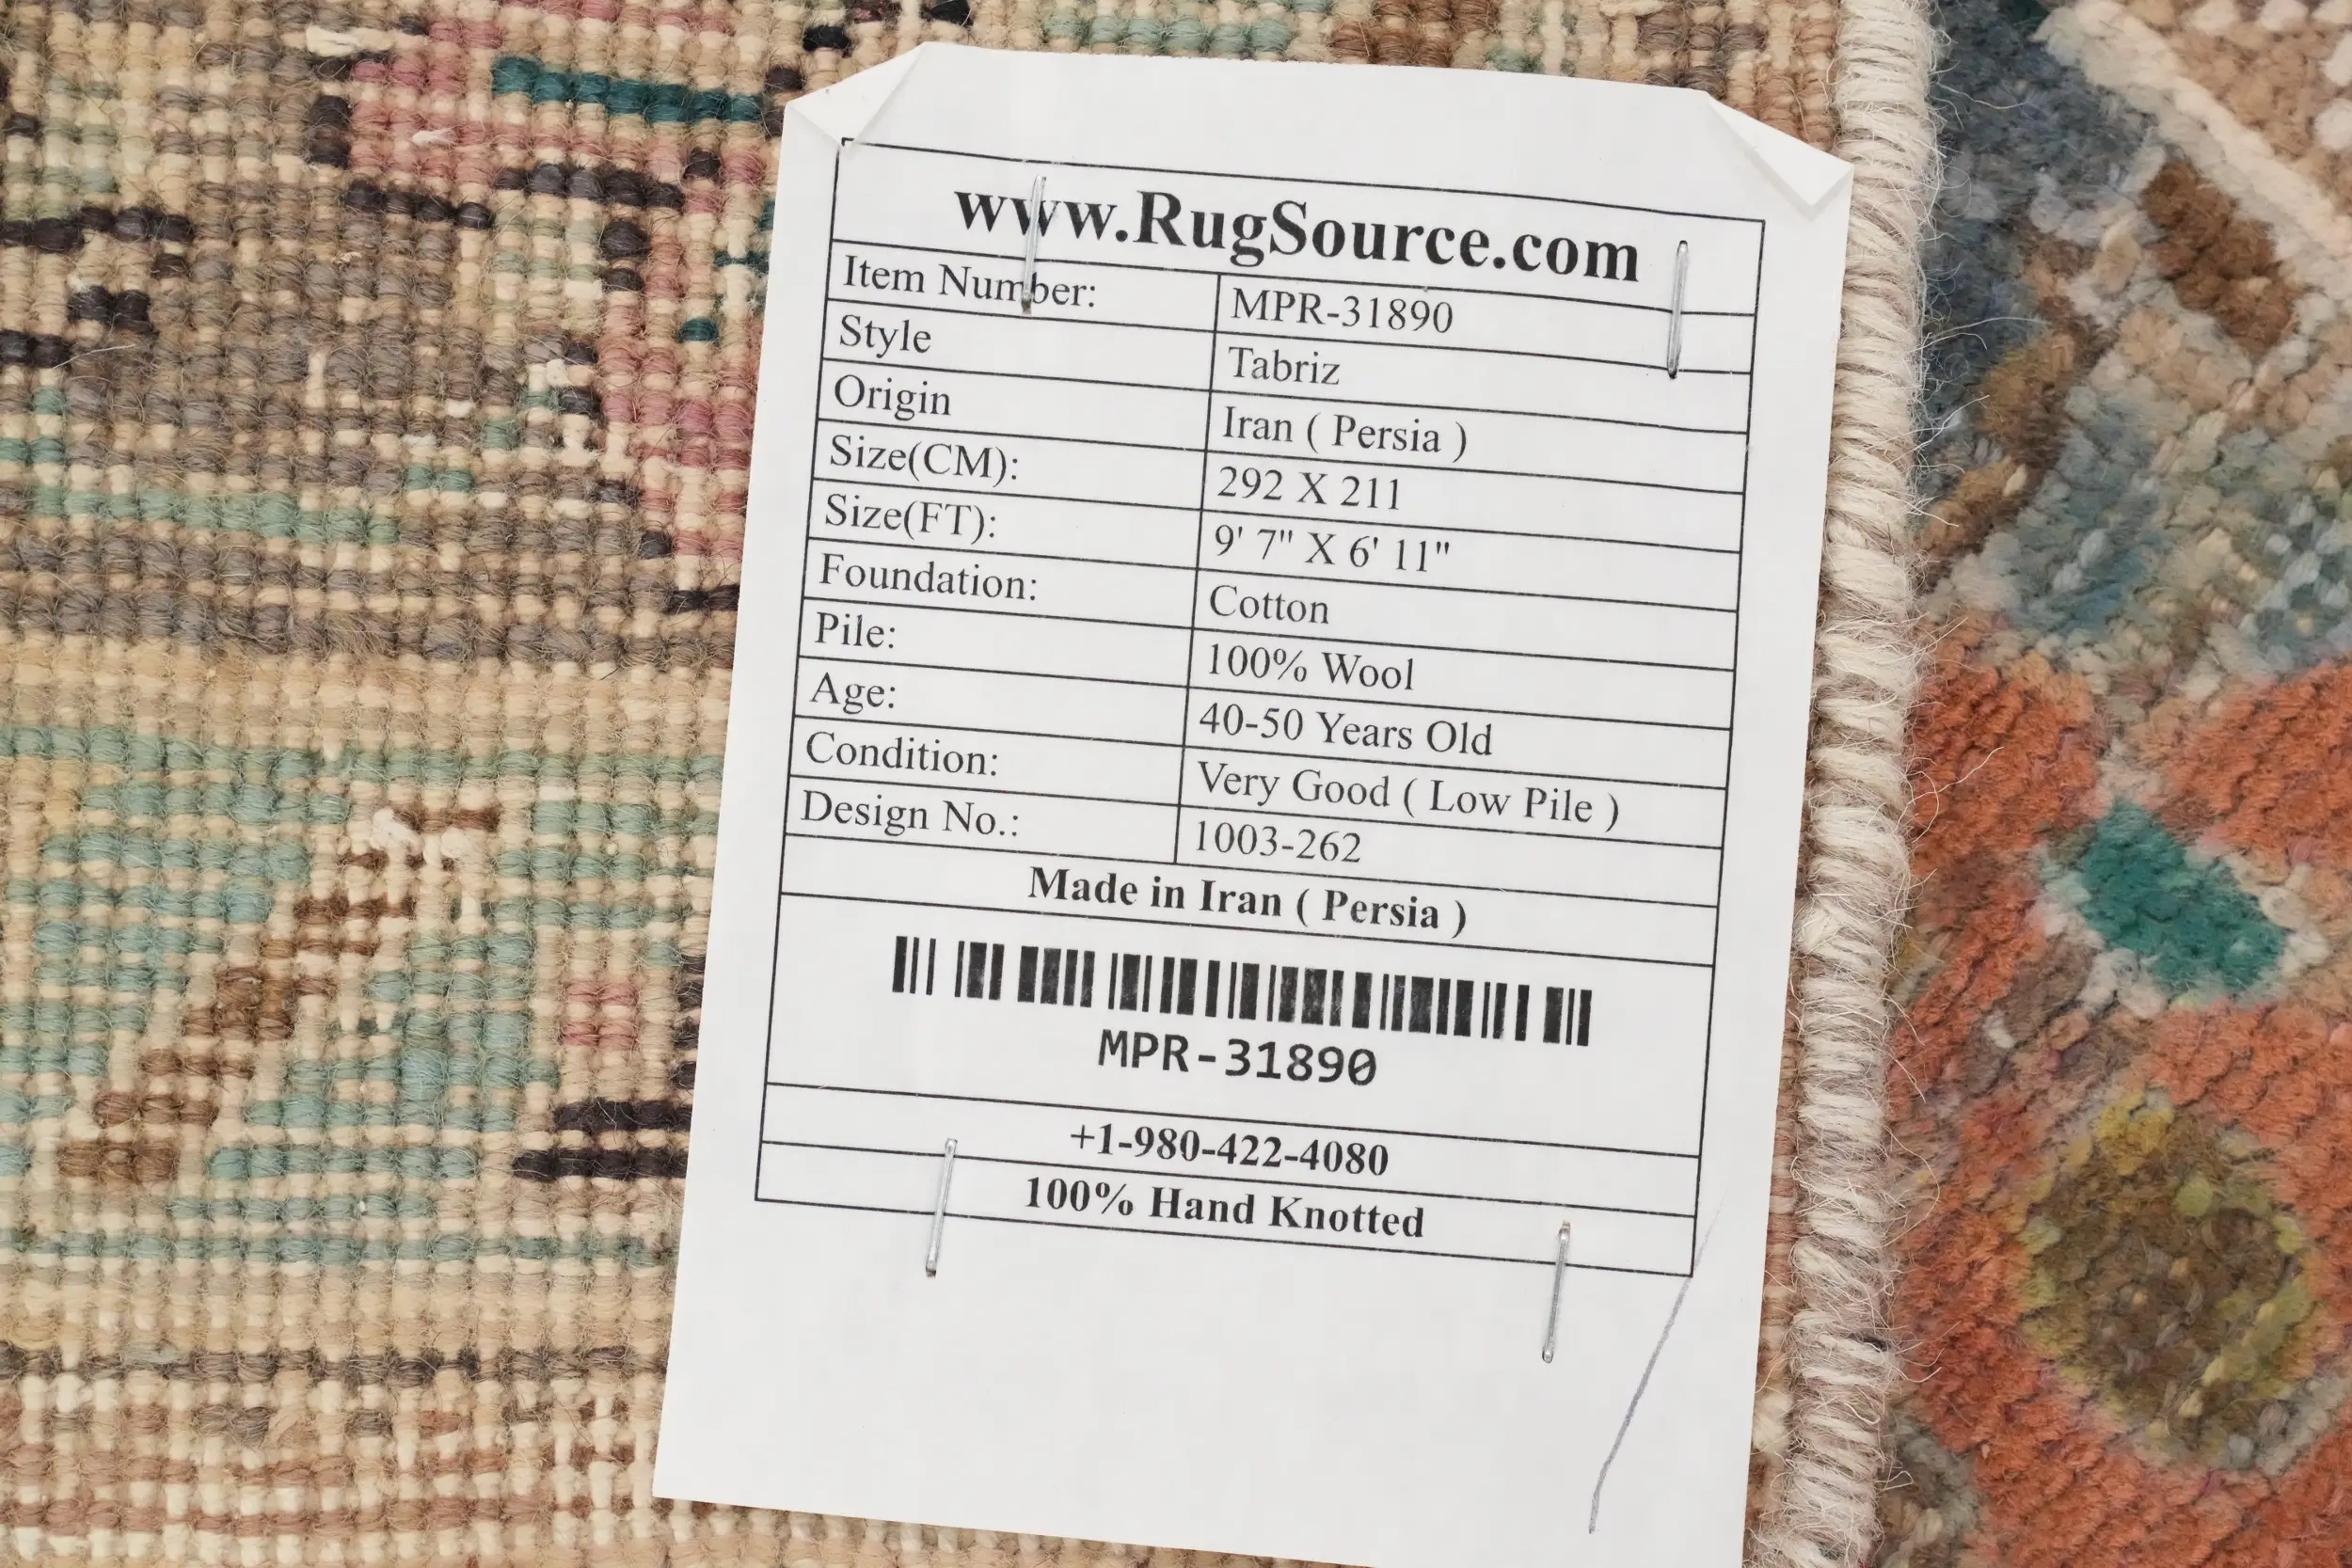 www.RugSource.com
Item Number: MPR-31890
Style Tabriz
Origin Iran ( Persia )
Size(CM): 292 X 211
Size(FT): 9' 7" X 6' 11"
Foundation: Cotton
Pile: 100% Wool
Age: 40-50 Years Old
Condition: Very Good ( Low Pile )
Design No.: 1003-262
Made in Iran ( Persia )
MPR-31890
+1-980-422-4080
100% Hand Knotted